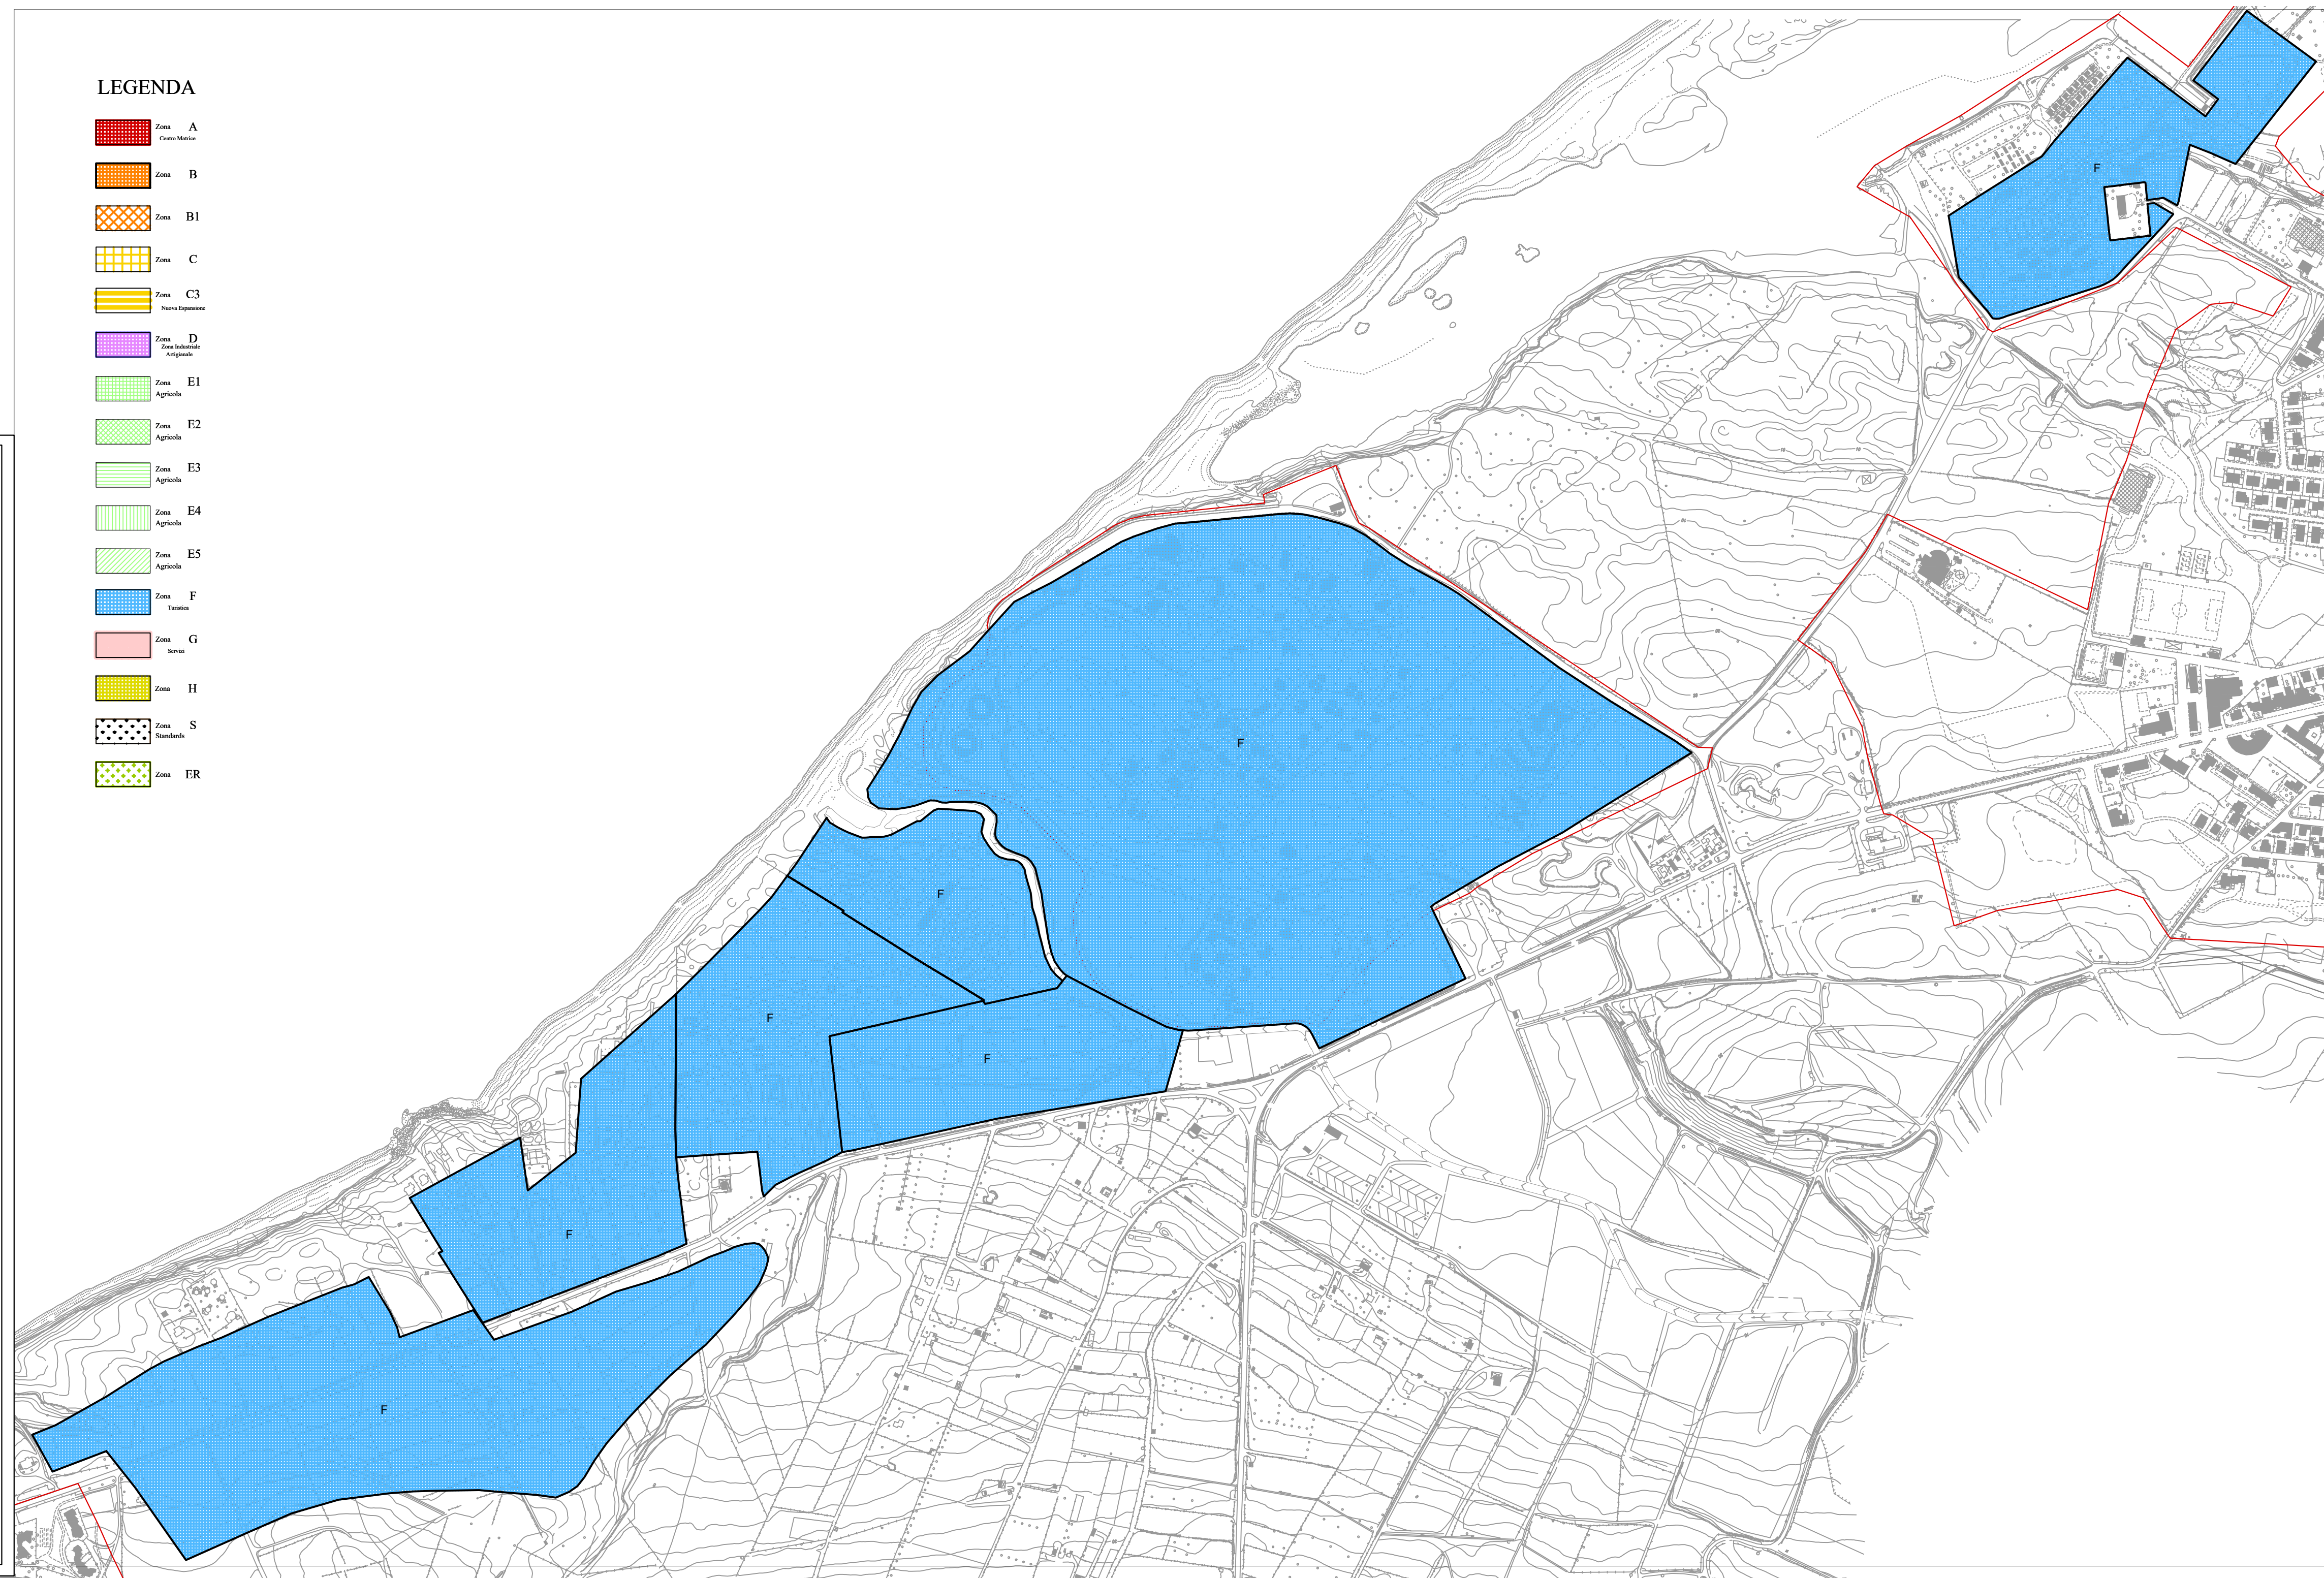 LEGENDA
Zona A
Centro Matrice
Zona B
Zona B1
Zona C
Zona C3
Nuova Espansione
Zona D
Zona Industriale
Artigianale
Zona E1
Agricola
Zona E2
Agricola
Zona E3
Agricola
Zona E4
Agricola
Zona E5
Agricola
Zona F
Turistica
Zona G
Servizi
Zona H
Zona S
Standards
Zona ER
F
F
F
F
F
F
F